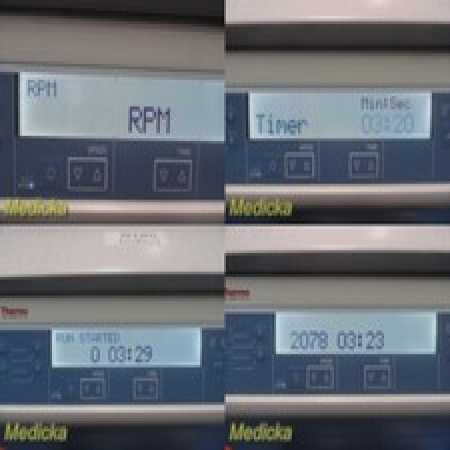 RPM
RPM
Medicka
Min:Sec
Timer 03:20
Medicka
Thermo
RUN STARTED
0 03:29
Medicka
Thermo
2078 03:23
Medicka